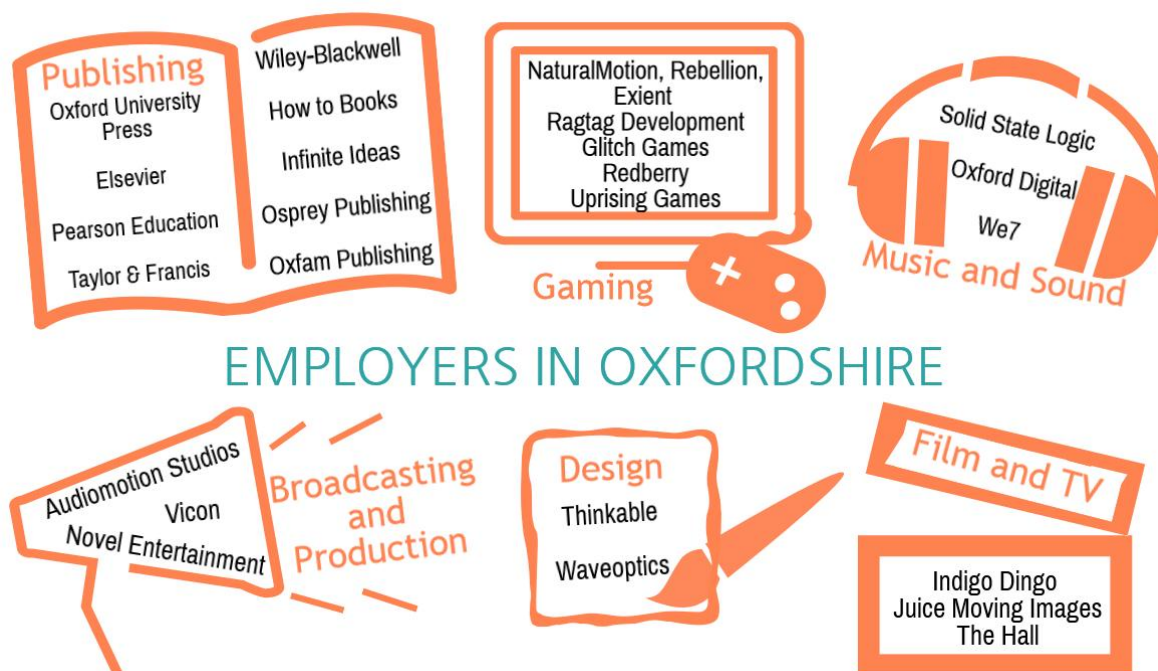 Publishing
Oxford University
Press
Elsevier
Pearson Education
Taylor & Francis
Wiley-Blackwell
How to Books
Infinite Ideas
Osprey Publishing
Oxfam Publishing
NaturalMotion, Rebellion,
Exient
Ragtag Development
Glitch Games
Redberry
Uprising Games
Gaming
Solid State Logic
Oxford Digital
We7
Music and Sound
EMPLOYERS IN OXFORDSHIRE
Audiomotion Studios
Vicon
Novel Entertainment
Broadcasting
and
Production
Design
Thinkable
Waveoptics
Film and TV
Indigo Dingo
Juice Moving Images
The Hall